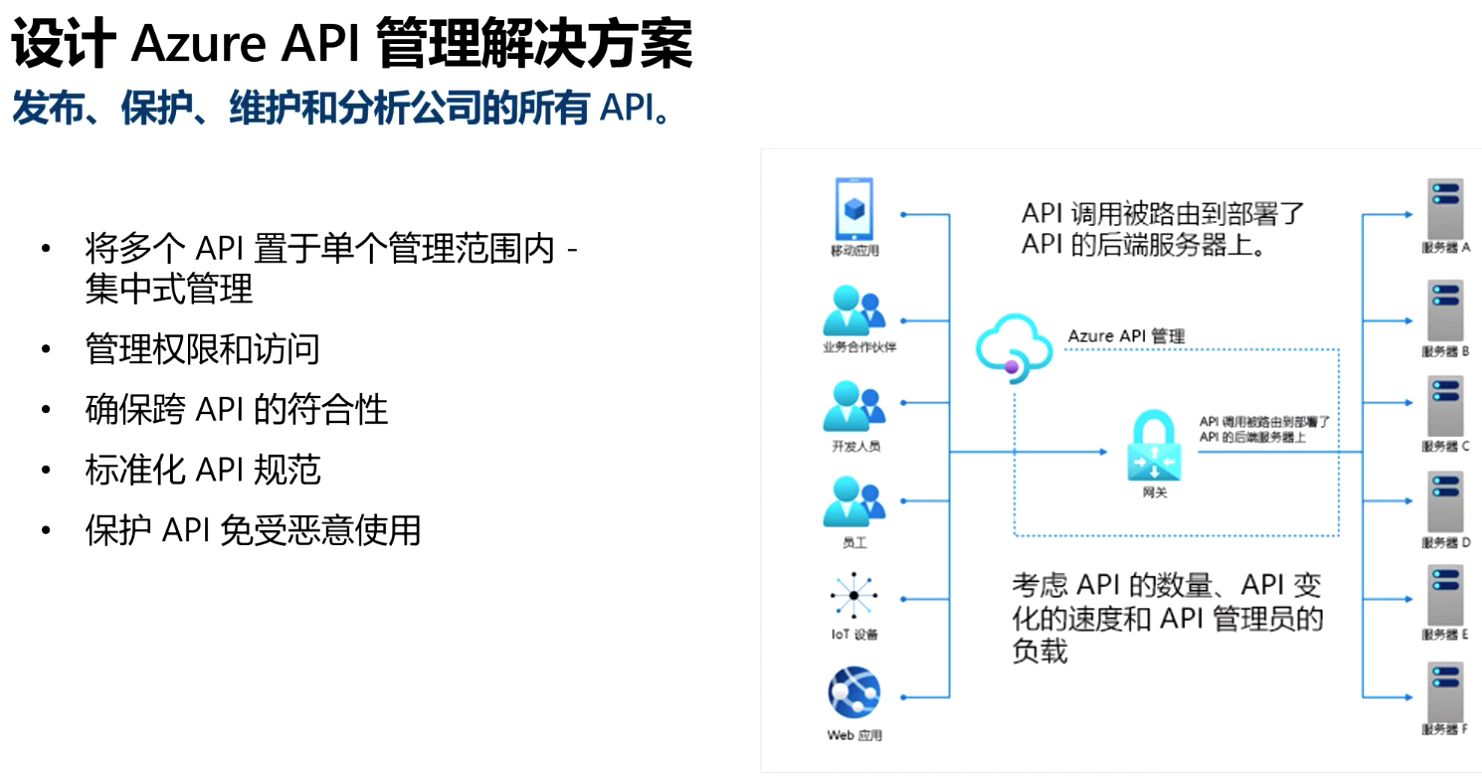 设计 Azure API 管理解决方案
发布、保护、维护和分析公司的所有 API。
• 将多个 API 置于单个管理范围内 -
集中式管理
• 管理权限和访问
• 确保跨 API 的符合性
• 标准化 API 规范
• 保护 API 免受恶意使用
移动应用
业务合作伙伴
开发人员
员工
IoT 设备
Web 应用
API 调用被路由到部署了
API 的后端服务器上。
Azure API 管理
API 调用被路由到部署了
API 的后端服务器上
网关
考虑 API 的数量、API 变
化的速度和 API 管理员的
负载
服务器 A
服务器 B
服务器 C
服务器 D
服务器 E
服务器 F